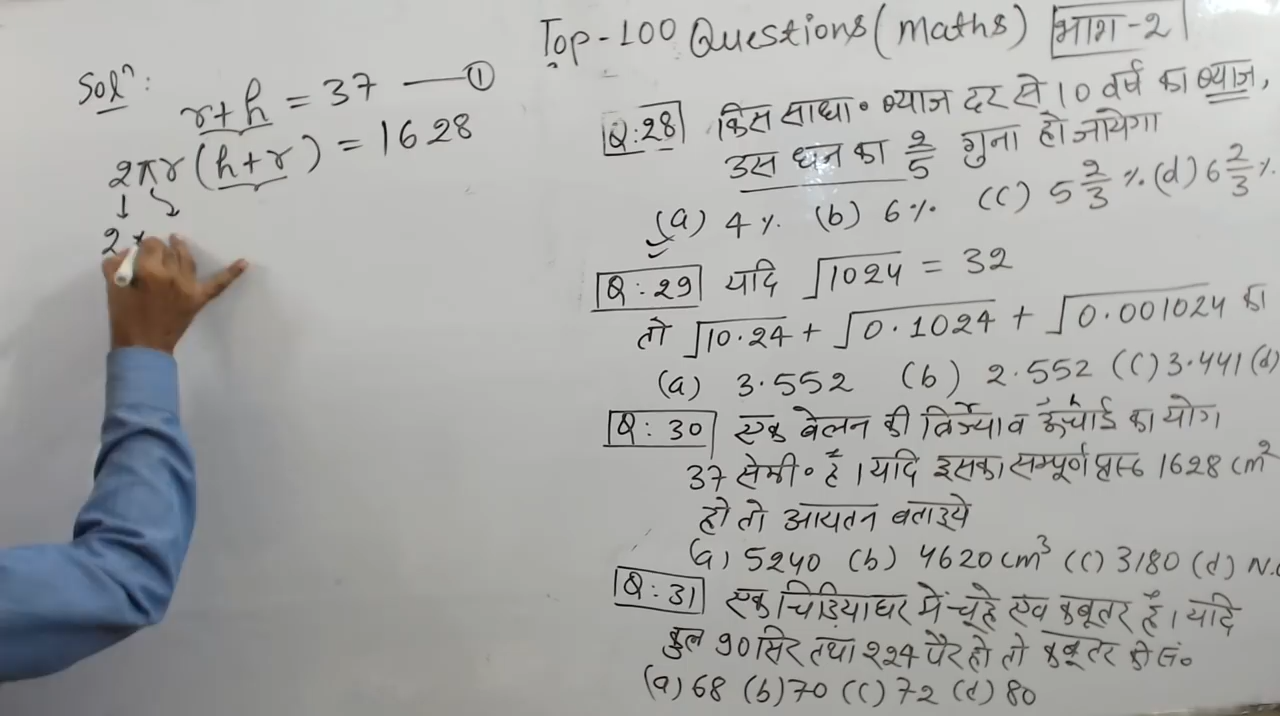 Top-100 Questions (Maths) भाग-2
Solⁿ:
r+h = 37 —— ①
2πr (h+r) = 1628
↓ ↘
2 ×
Q:28 किस साधा॰ ब्याज दर से 10 वर्ष का ब्याज,
उस धन का 2/5 गुना हो जायेगा
(a) 4% (b) 6% (c) 5 2/3 % (d) 6 2/3 %
Q:29 यदि √1024 = 32
तो √10.24 + √0.1024 + √0.001024 का
(a) 3.552 (b) 2.552 (c) 3.441 (d)
r h
Q:30 एक बेलन की त्रिज्या व ऊँचाई का योग
37 सेमी॰ है। यदि इसका सम्पूर्ण 1628 cm²
हो तो आयतन बताइये
(a) 5240 (b) 4620 cm³ (c) 3180 (d)
Q:31 एक चिड़ियाघर में चूहे एव कबूतर है। यदि
कुल 90 सिर तथा 224 पैर हो तो कबूतर की सं॰
(a) 68 (b) 70 (c) 72 (d) 80